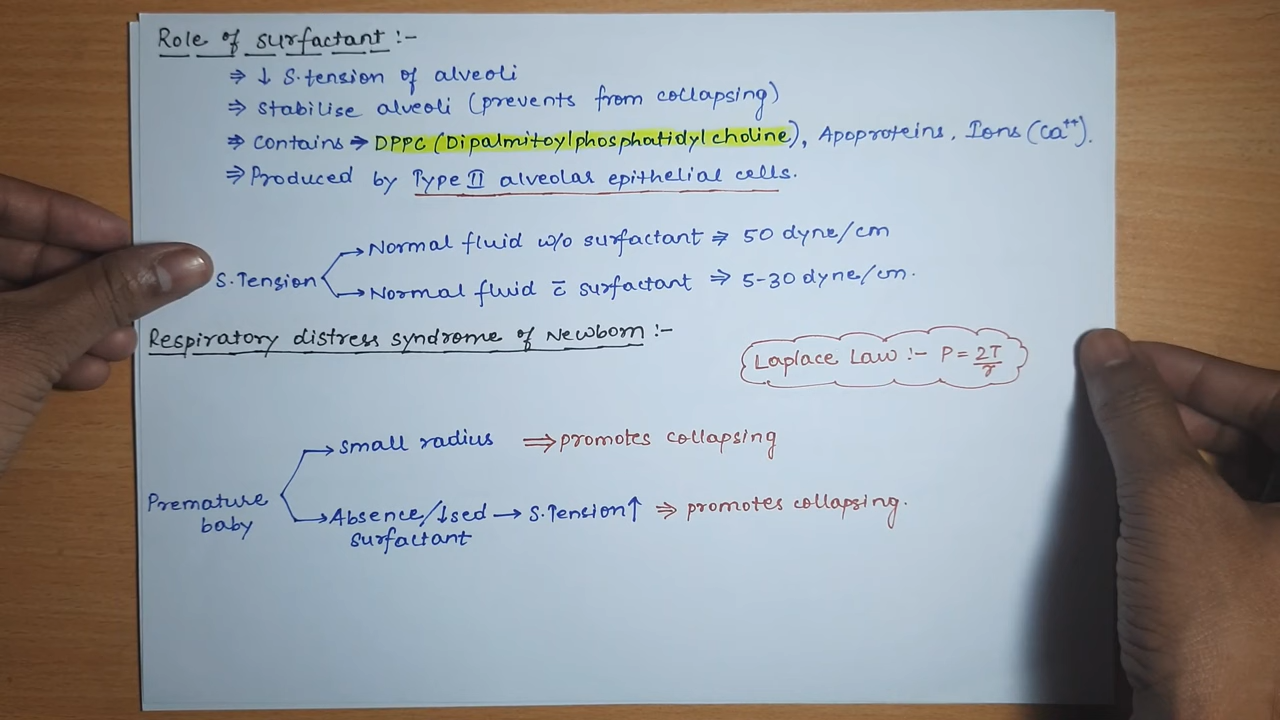 Role of surfactant :-
⇒ ↓ S.tension of alveoli
⇒ Stabilise alveoli (prevents from collapsing)
⇒ Contains → DPPC (Dipalmitoylphosphatidyl choline), Apoproteins, Ions (Ca⁺⁺).
⇒ Produced by Type II alveolar epithelial cells.
S.Tension
→ Normal fluid w/o surfactant ⇒ 50 dyne/cm
→ Normal fluid c̄ surfactant ⇒ 5-30 dyne/cm.
Respiratory distress syndrome of Newborn :-
Laplace Law :- P = 2T/r
Premature baby
→ small radius ⇒ promotes collapsing
→ Absence/↓sed → S.Tension↑ ⇒ promotes collapsing.
surfactant